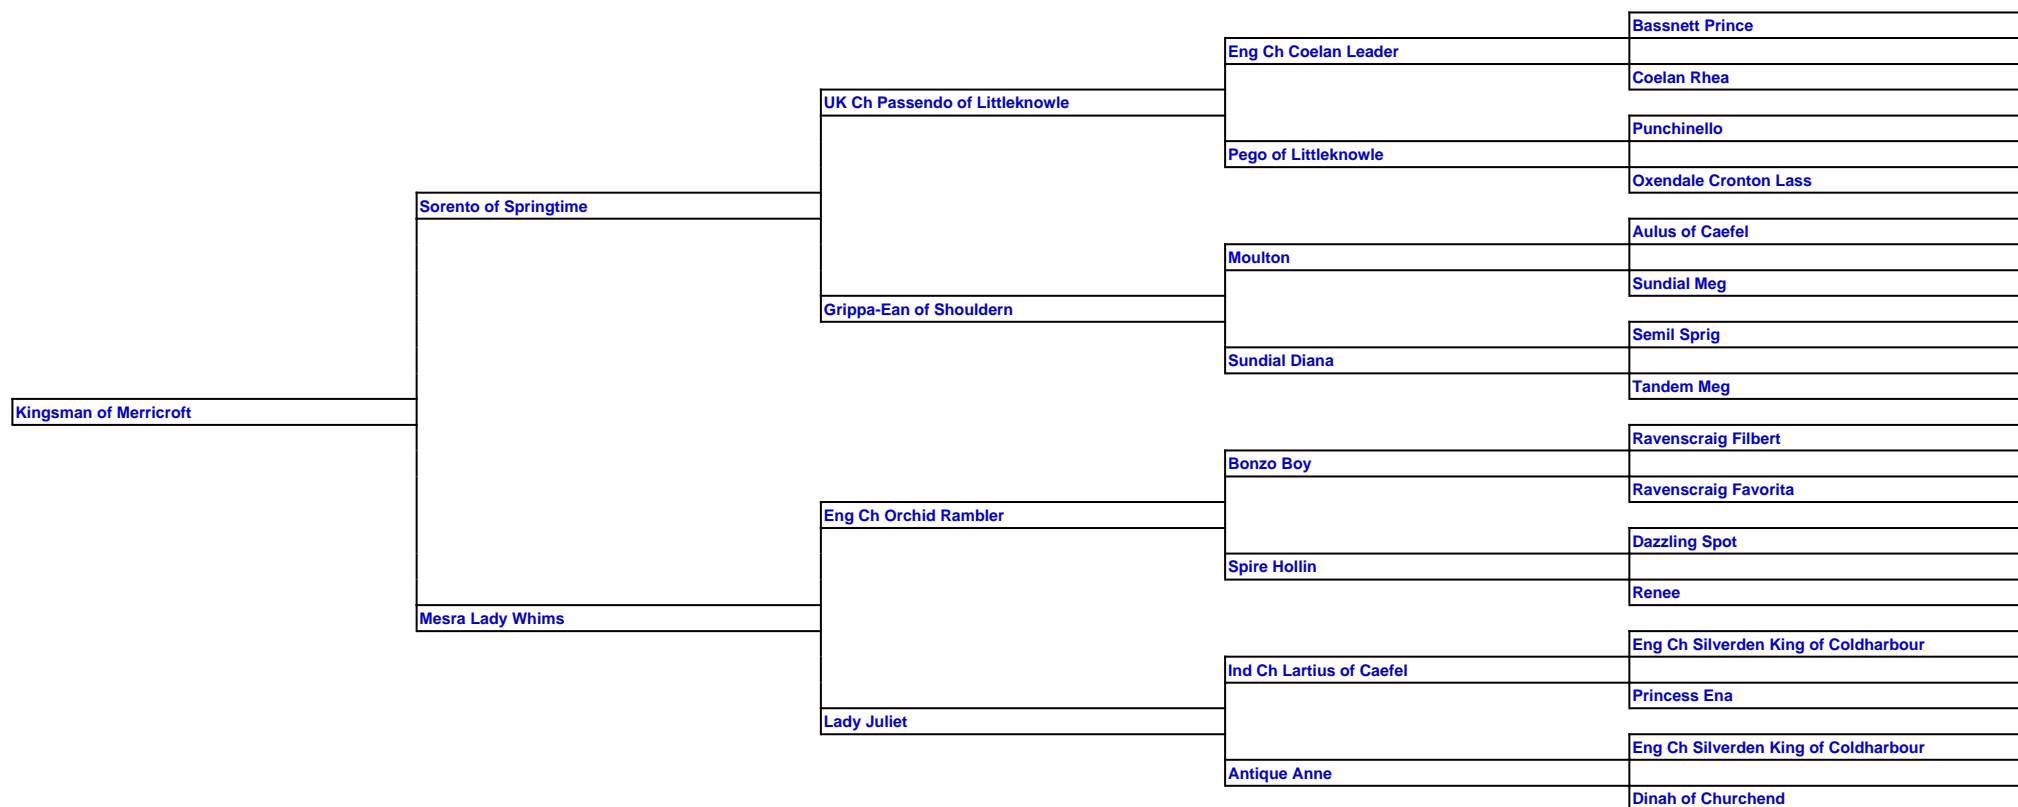 Bassnett Prince
Eng Ch Coelan Leader
Coelan Rhea
UK Ch Passendo of Littleknowle
Punchinello
Pego of Littleknowle
Oxendale Cronton Lass
Sorento of Springtime
Aulus of Caefel
Moulton
Sundial Meg
Grippa-Ean of Shouldern
Semil Sprig
Sundial Diana
Tandem Meg
Kingsman of Merricroft
Ravenscraig Filbert
Bonzo Boy
Ravenscraig Favorita
Eng Ch Orchid Rambler
Dazzling Spot
Spire Hollin
Renee
Mesra Lady Whims
Eng Ch Silverden King of Coldharbour
Ind Ch Lartius of Caefel
Princess Ena
Lady Juliet
Eng Ch Silverden King of Coldharbour
Antique Anne
Dinah of Churchend